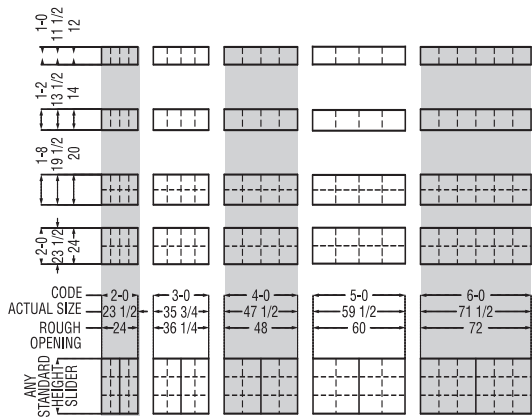 1-0
11 1/2
12
1-2
13 1/2
14
1-8
19 1/2
20
2-0
23 1/2
24
CODE 2-0 3-0 4-0 5-0 6-0
ACTUAL SIZE 23 1/2 35 3/4 47 1/2 59 1/2 71 1/2
ROUGH OPENING 24 36 1/4 48 60 72
ANY
STANDARD
HEIGHT
SLIDER